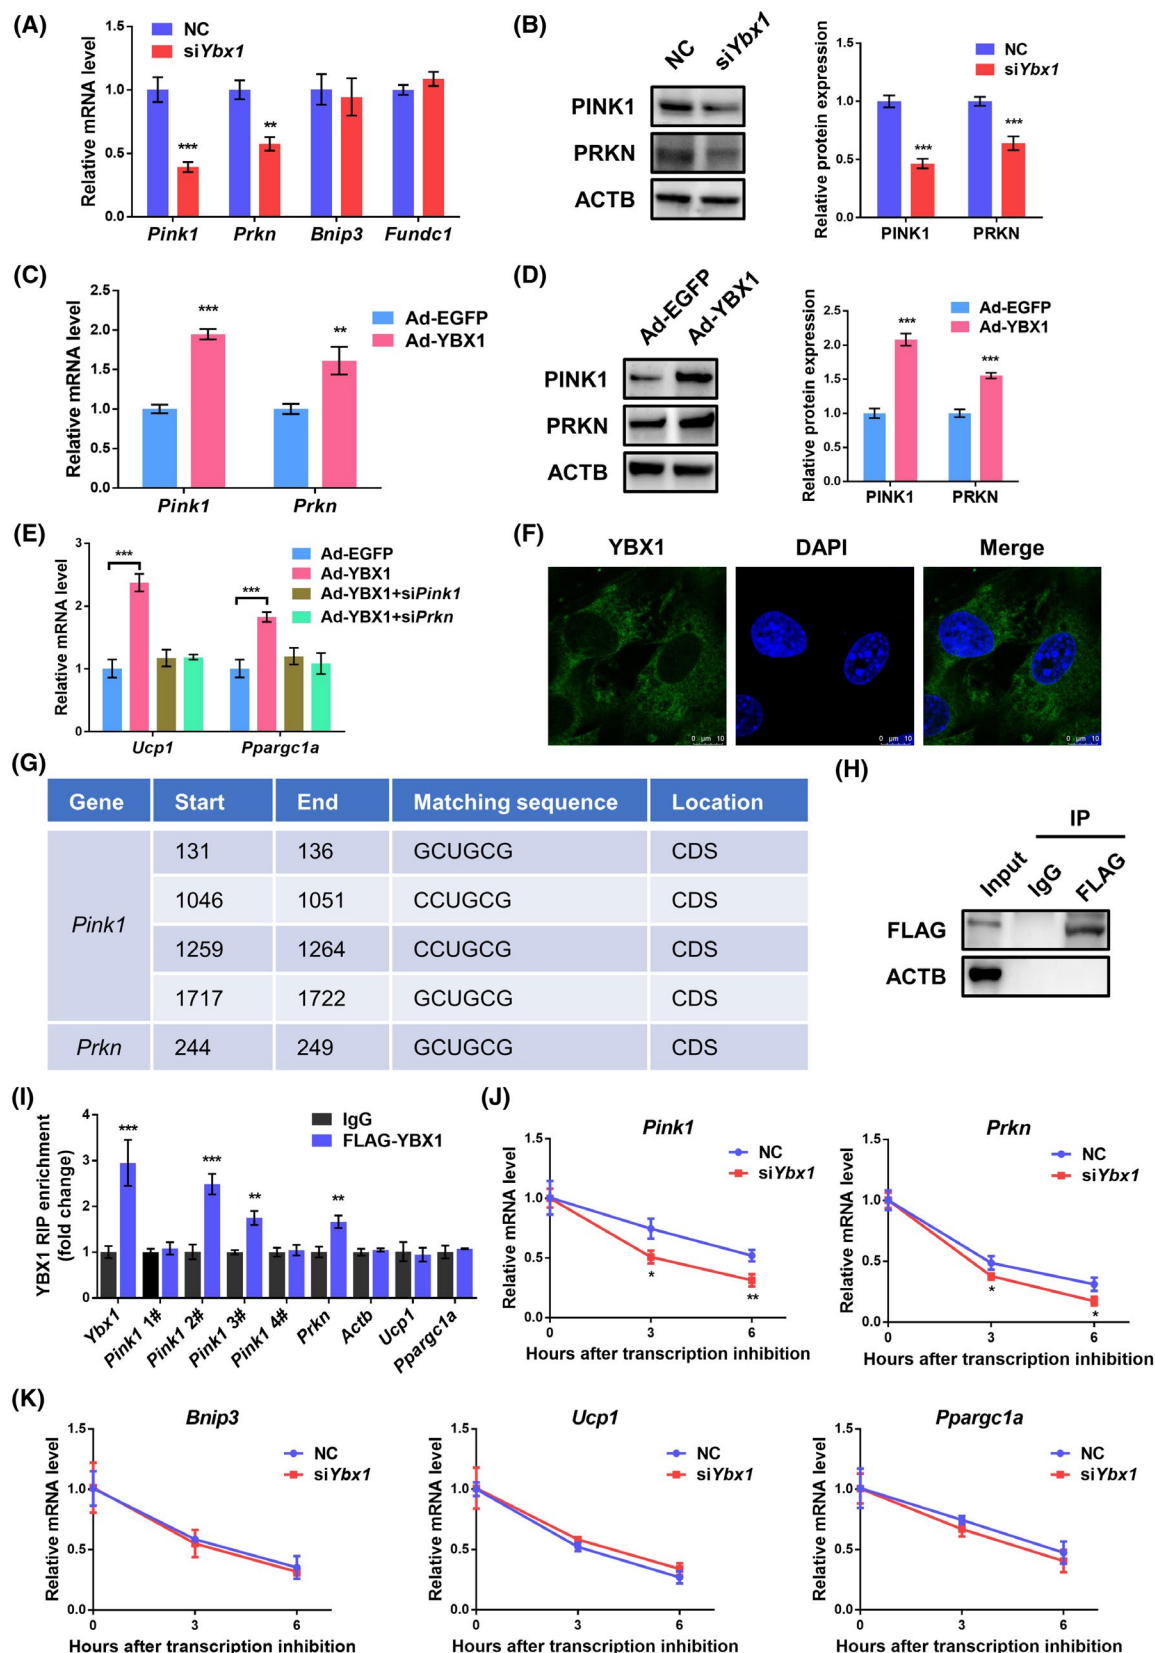 (A)
Relative mRNA level
1.5
1.0
0.5
0.0
NC
siYbx1
***
**
Pink1 Prkn Bnip3 Fundc1
(B)
NC siYbx1
PINK1
PRKN
ACTB
Relative protein expression
1.5
1.0
0.5
0.0
NC
siYbx1
***
***
PINK1 PRKN
(C)
Relative mRNA level
2.5
2.0
1.5
1.0
0.5
0.0
***
**
Ad-EGFP
Ad-YBX1
Pink1 Prkn
(D)
Ad-EGFP Ad-YBX1
PINK1
PRKN
ACTB
Relative protein expression
2.5
2.0
1.5
1.0
0.5
0.0
Ad-EGFP
Ad-YBX1
***
***
PINK1 PRKN
(E)
Relative mRNA level
3
2
1
0
***
***
Ad-EGFP
Ad-YBX1
Ad-YBX1+siPink1
Ad-YBX1+siPrkn
Ucp1 Ppargc1a
(F)
YBX1 DAPI Merge
0 µm 10
0 µm 10
(G)
Gene Start End Matching sequence Location
Pink1
131 136 GCUGCG CDS
1046 1051 CCUGCG CDS
1259 1264 CCUGCG CDS
1717 1722 GCUGCG CDS
Prkn 244 249 GCUGCG CDS
(H)
IP
Input IgG FLAG
FLAG
ACTB
(I)
YBX1 RIP enrichment
(fold change)
4
3
2
1
0
IgG
FLAG-YBX1
***
***
**
**
Ybx1 Pink1 1# Pink1 2# Pink1 3# Pink1 4# Prkn Actb Ucp1 Ppargc1a
(J)
Pink1
Relative mRNA level
1.5
1.0
0.5
0.0
NC
siYbx1
*
**
0 3 6
Hours after transcription inhibition
Prkn
Relative mRNA level
1.5
1.0
0.5
0.0
NC
siYbx1
*
*
0 3 6
Hours after transcription inhibition
(K)
Bnip3
Relative mRNA level
1.5
1.0
0.5
0.0
NC
siYbx1
0 3 6
Hours after transcription inhibition
Ucp1
Relative mRNA level
1.5
1.0
0.5
0.0
NC
siYbx1
0 3 6
Hours after transcription inhibition
Ppargc1a
Relative mRNA level
1.5
1.0
0.5
0.0
NC
siYbx1
0 3 6
Hours after transcription inhibition